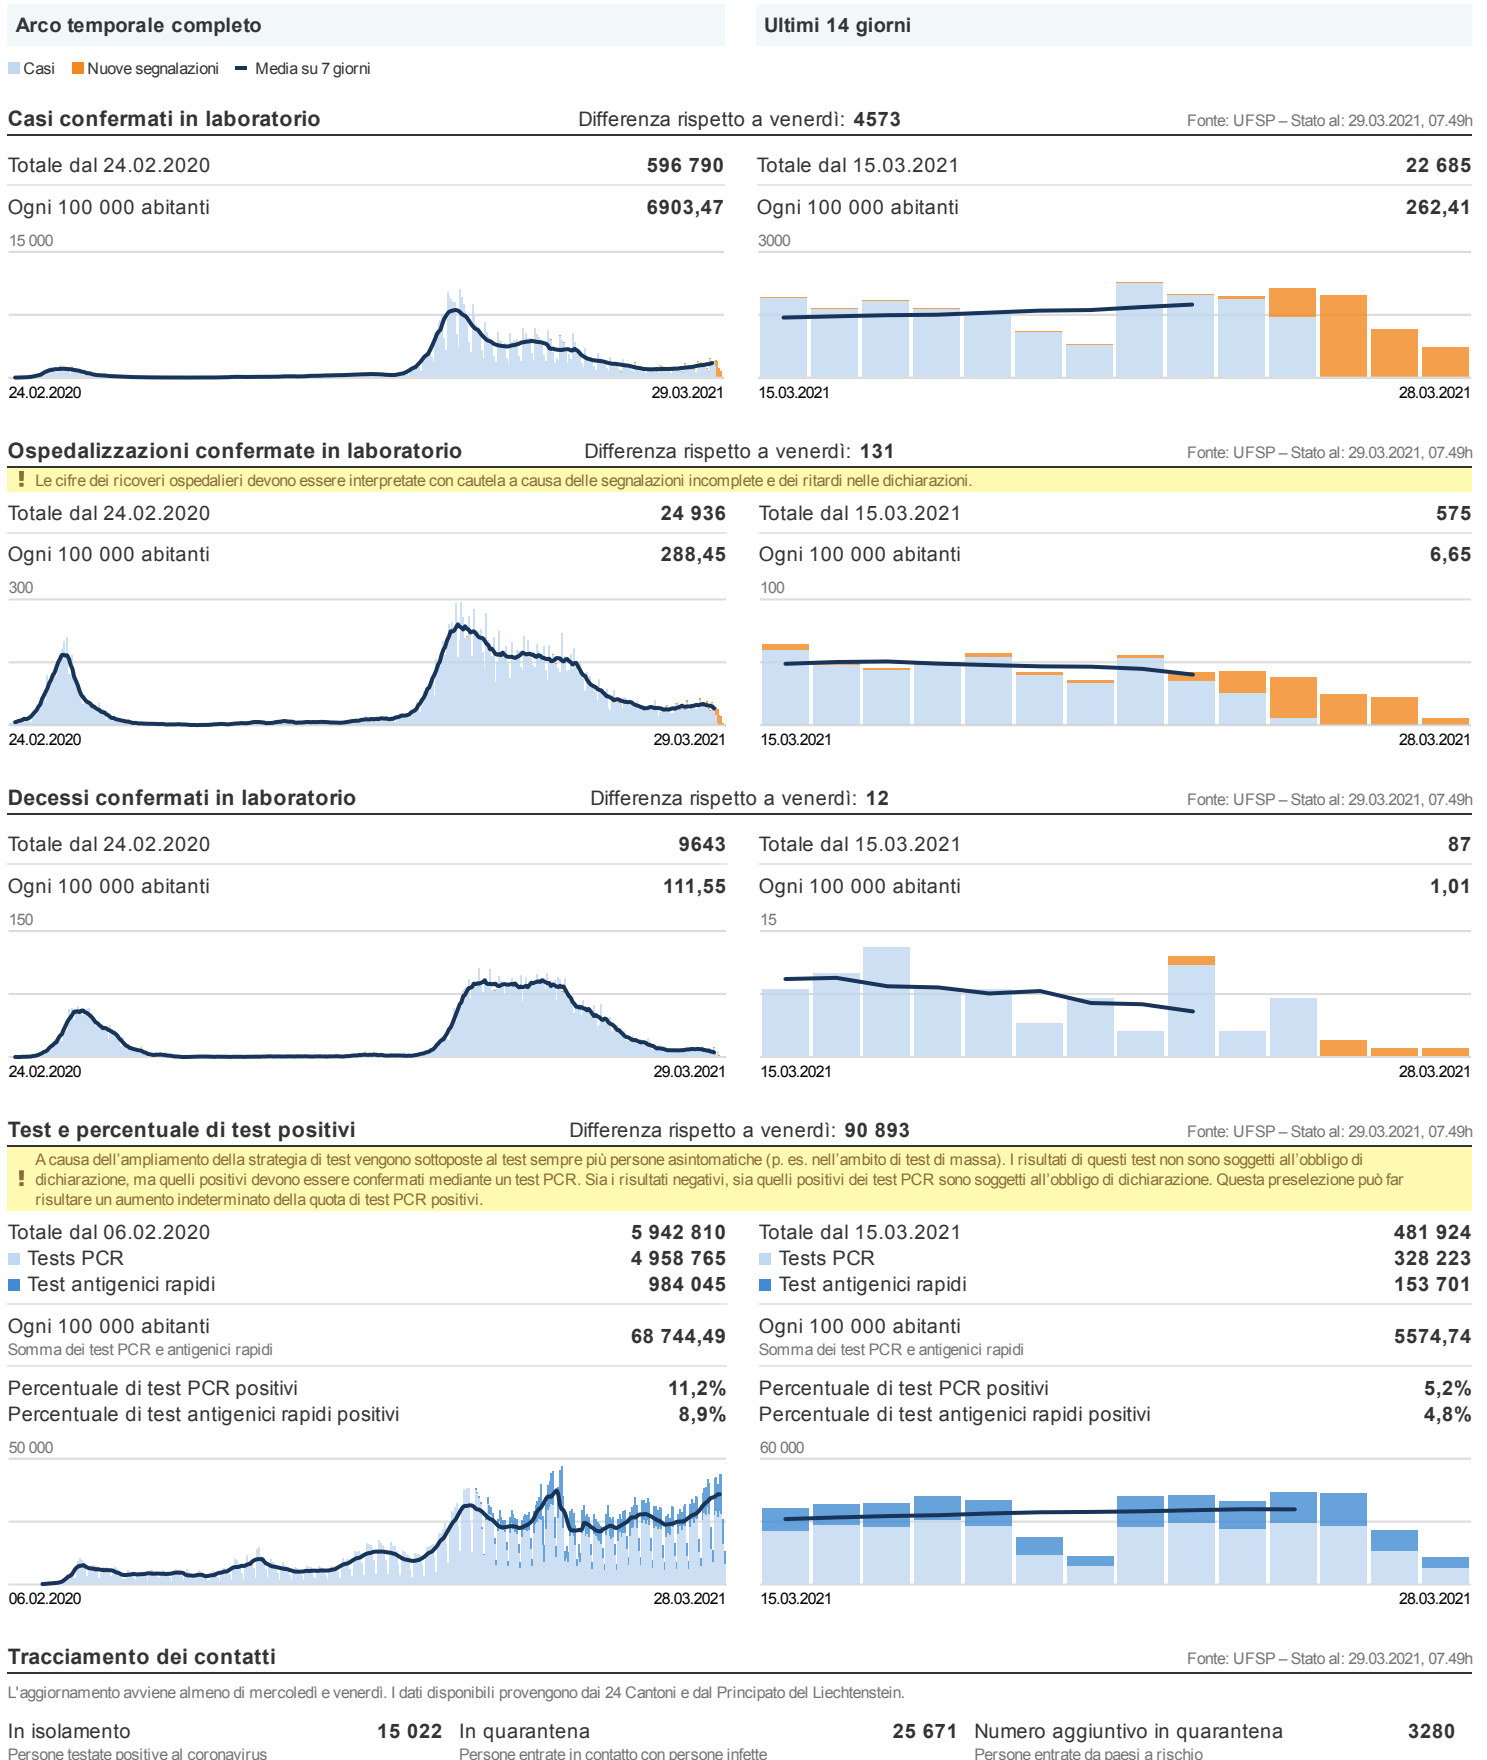 Arco temporale completo
Ultimi 14 giorni
Casi Nuove segnalazioni Media su 7 giorni
Casi confermati in laboratorio Differenza rispetto a venerdì: 4573 Fonte: UFSP – Stato al: 29.03.2021, 07.49h
Totale dal 24.02.2020 596 790
Ogni 100 000 abitanti 6903,47
15 000
24.02.2020 29.03.2021
Totale dal 15.03.2021 22 685
Ogni 100 000 abitanti 262,41
3000
15.03.2021 28.03.2021
Ospedalizzazioni confermate in laboratorio Differenza rispetto a venerdì: 131 Fonte: UFSP – Stato al: 29.03.2021, 07.49h
! Le cifre dei ricoveri ospedalieri devono essere interpretate con cautela a causa delle segnalazioni incomplete e dei ritardi nelle dichiarazioni.
Totale dal 24.02.2020 24 936
Ogni 100 000 abitanti 288,45
300
24.02.2020 29.03.2021
Totale dal 15.03.2021 575
Ogni 100 000 abitanti 6,65
100
15.03.2021 28.03.2021
Decessi confermati in laboratorio Differenza rispetto a venerdì: 12 Fonte: UFSP – Stato al: 29.03.2021, 07.49h
Totale dal 24.02.2020 9643
Ogni 100 000 abitanti 111,55
150
24.02.2020 29.03.2021
Totale dal 15.03.2021 87
Ogni 100 000 abitanti 1,01
15
15.03.2021 28.03.2021
Test e percentuale di test positivi Differenza rispetto a venerdì: 90 893 Fonte: UFSP – Stato al: 29.03.2021, 07.49h
A causa dell'ampliamento della strategia di test vengono sottoposte al test sempre più persone asintomatiche (p. es. nell'ambito di test di massa). I risultati di questi test non sono soggetti all'obbligo di
! dichiarazione, ma quelli positivi devono essere confermati mediante un test PCR. Sia i risultati negativi, sia quelli positivi dei test PCR sono soggetti all'obbligo di dichiarazione. Questa preselezione può far
risultare un aumento indeterminato della quota di test PCR positivi.
Totale dal 06.02.2020 5 942 810
Tests PCR 4 958 765
Test antigenici rapidi 984 045
Ogni 100 000 abitanti 68 744,49
Somma dei test PCR e antigenici rapidi
Percentuale di test PCR positivi 11,2%
Percentuale di test antigenici rapidi positivi 8,9%
50 000
06.02.2020 28.03.2021
Totale dal 15.03.2021 481 924
Tests PCR 328 223
Test antigenici rapidi 153 701
Ogni 100 000 abitanti 5574,74
Somma dei test PCR e antigenici rapidi
Percentuale di test PCR positivi 5,2%
Percentuale di test antigenici rapidi positivi 4,8%
60 000
15.03.2021 28.03.2021
Tracciamento dei contatti Fonte: UFSP – Stato al: 29.03.2021, 07.49h
L'aggiornamento avviene almeno di mercoledì e venerdì. I dati disponibili provengono dai 24 Cantoni e dal Principato del Liechtenstein.
In isolamento 15 022 In quarantena 25 671 Numero aggiuntivo in quarantena 3280
Persone testate positive al coronavirus Persone entrate in contatto con persone infette Persone entrate da paesi a rischio